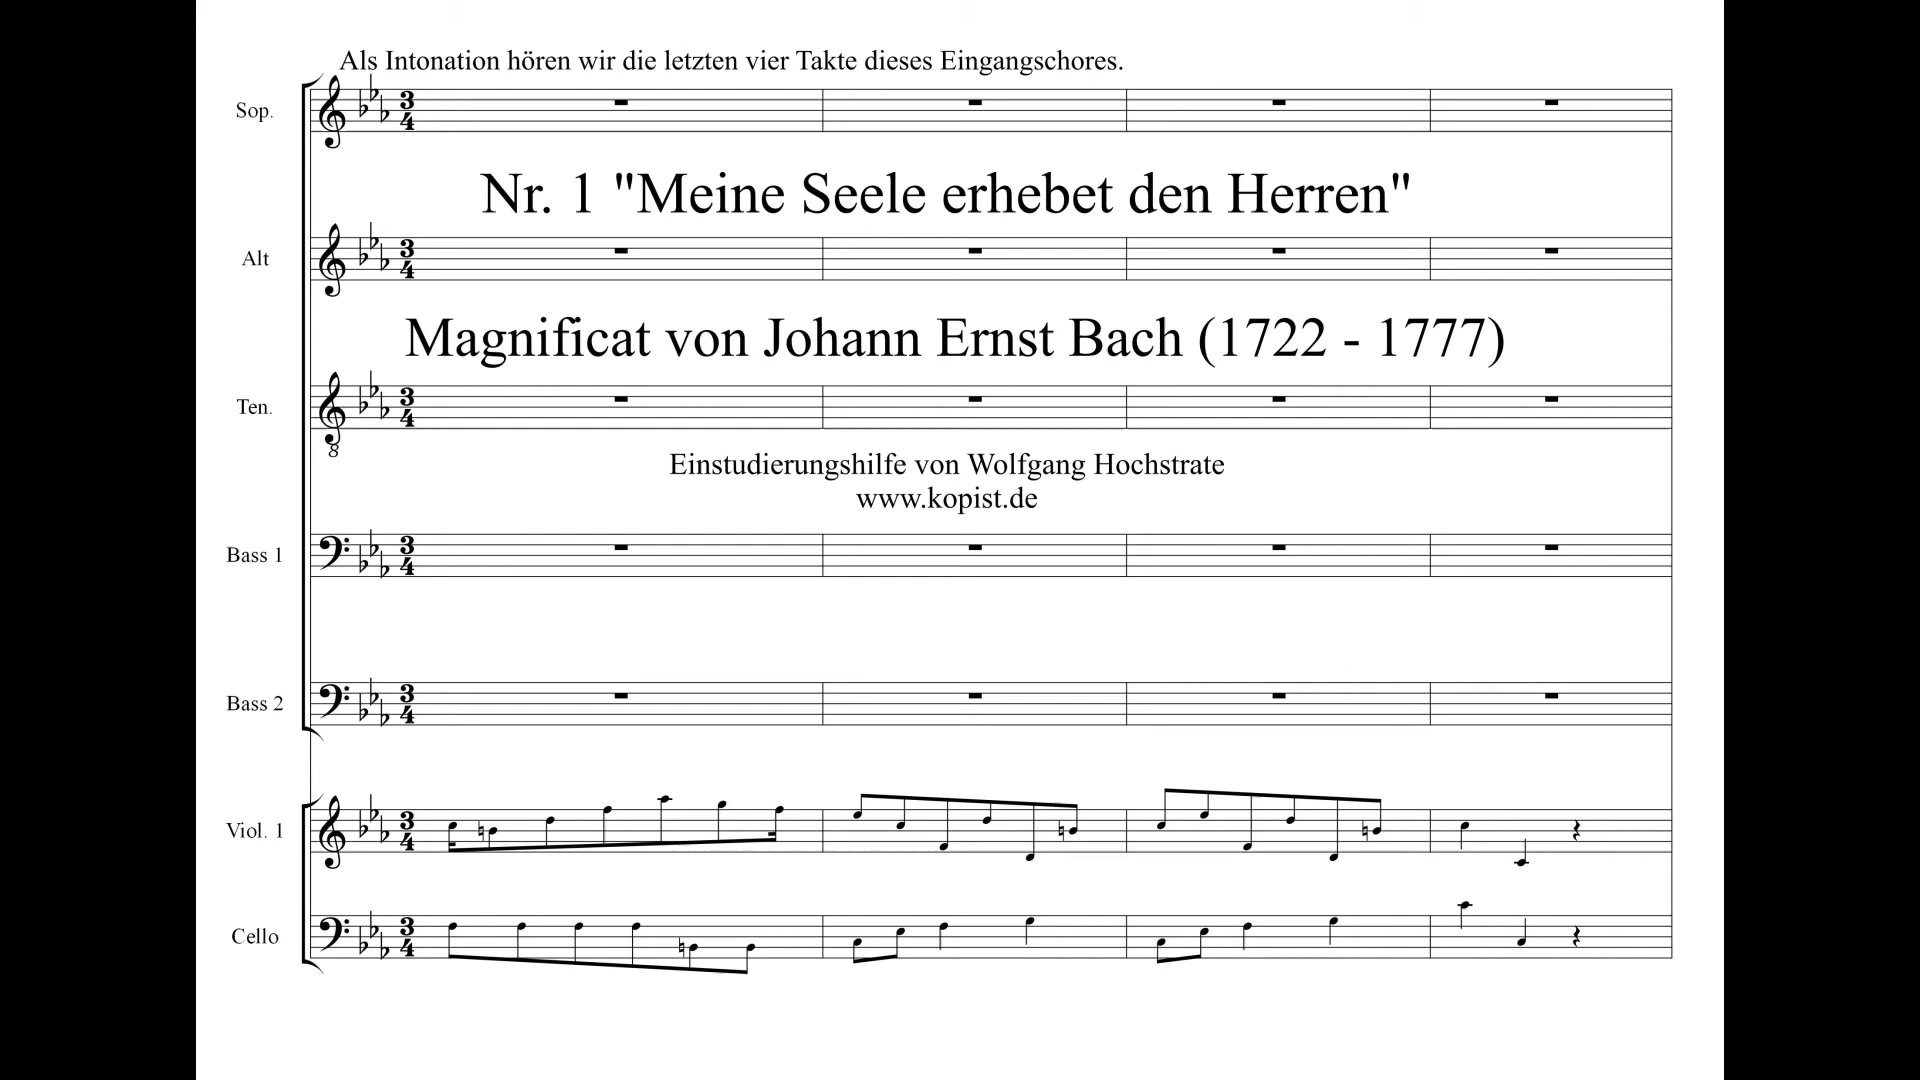 Als Intonation hören wir die letzten vier Takte dieses Eingangschores.
Sop.
Nr. 1 "Meine Seele erhebet den Herren"
Alt
Magnificat von Johann Ernst Bach (1722 - 1777)
Ten.
Einstudierungshilfe von Wolfgang Hochstrate
www.kopist.de
Bass 1
Bass 2
Viol. 1
Cello